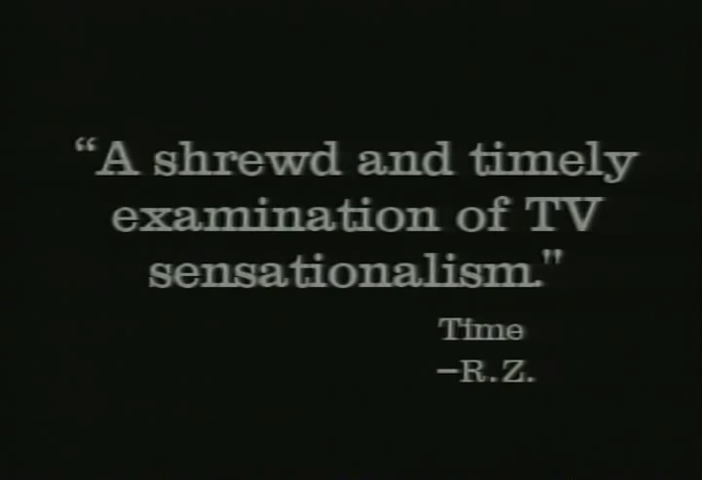 “A shrewd and timely
examination of TV
sensationalism."
Time
–R.Z.